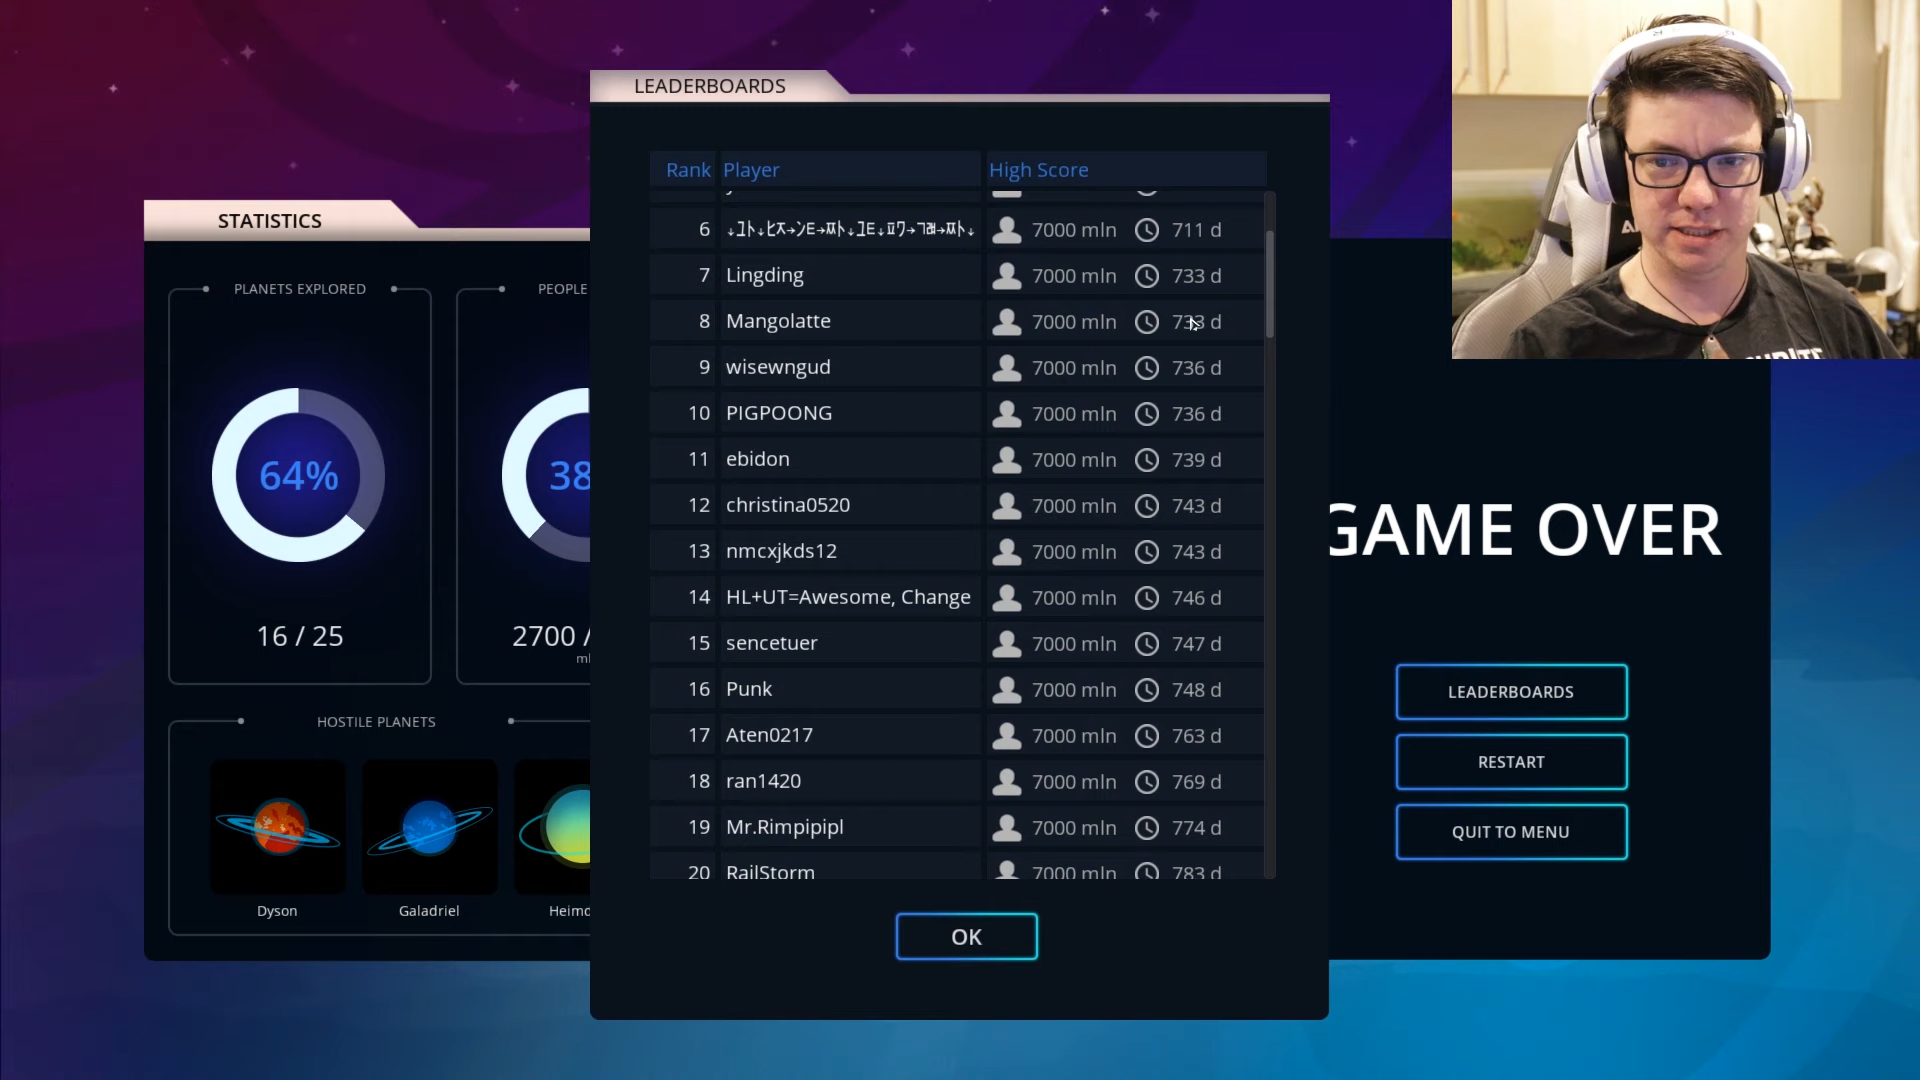 LEADERBOARDS
Rank Player High Score
7000 mln 711 d
6
7 Lingding 7000 mln 733 d
8 Mangolatte 7000 mln 733 d
9 wisewngud 7000 mln 736 d
10 PIGPOONG 7000 mln 736 d
11 ebidon 7000 mln 739 d
12 christina0520 7000 mln 743 d
13 nmcxjkds12 7000 mln 743 d
14 HL+UT=Awesome, Change 7000 mln 746 d
15 sencetuer 7000 mln 747 d
16 Punk 7000 mln 748 d
17 Aten0217 7000 mln 763 d
18 ran1420 7000 mln 769 d
19 Mr.Rimpipipl 7000 mln 774 d
20 RailStorm 7000 mln 783 d
OK
STATISTICS
PLANETS EXPLORED
64%
16 / 25
PEOPLE
38
2700 /
HOSTILE PLANETS
Dyson
Galadriel
Heimd
GAME OVER
LEADERBOARDS
RESTART
QUIT TO MENU